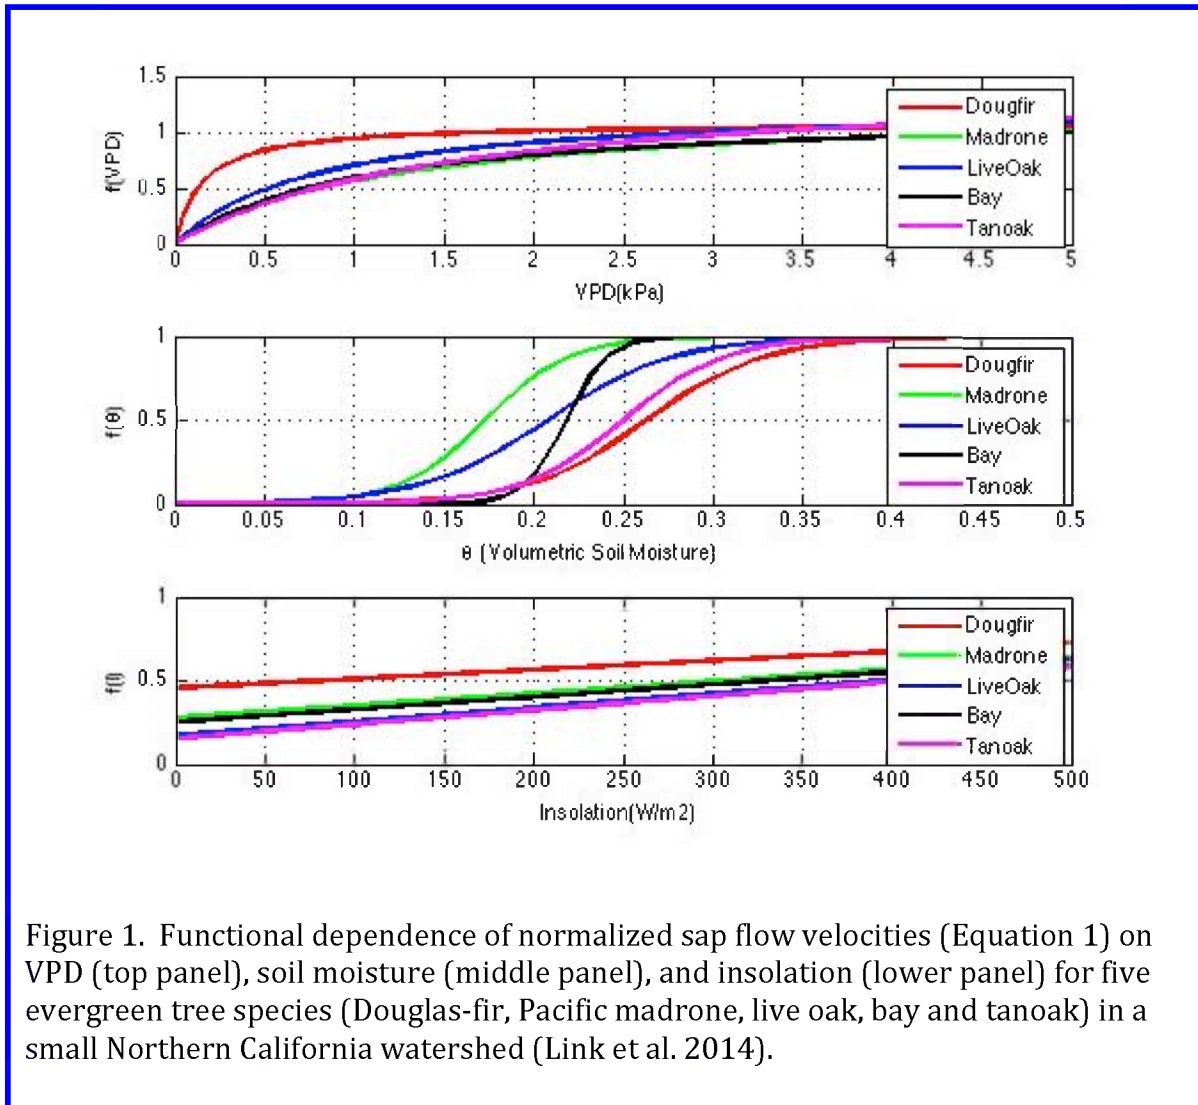 1.5
1
0.5
0
f(VPD)
0 0.5 1 1.5 2 2.5 3 3.5 4 4.5 5
VPD(kPa)
Dougfir
Madrone
LiveOak
Bay
Tanoak
1
0.5
0
f(θ)
0 0.05 0.1 0.15 0.2 0.25 0.3 0.35 0.4 0.45 0.5
θ (Volumetric Soil Moisture)
Dougfir
Madrone
LiveOak
Bay
Tanoak
1
0.5
0
f(I)
0 50 100 150 200 250 300 350 400 450 500
Insolation(W/m2)
Dougfir
Madrone
LiveOak
Bay
Tanoak
Figure 1. Functional dependence of normalized sap flow velocities (Equation 1) on
VPD (top panel), soil moisture (middle panel), and insolation (lower panel) for five
evergreen tree species (Douglas-fir, Pacific madrone, live oak, bay and tanoak) in a
small Northern California watershed (Link et al. 2014).